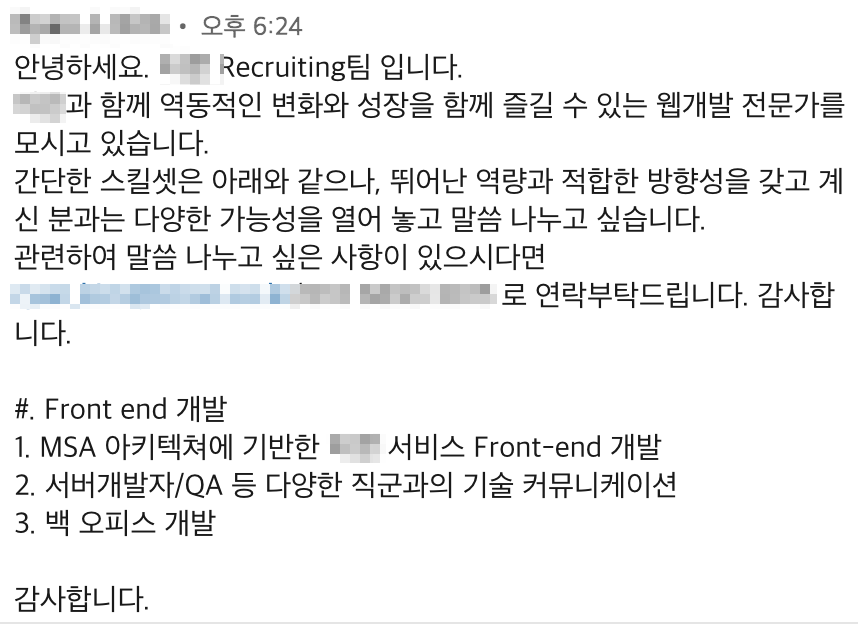 • 오후 6:24
안녕하세요. Recruiting팀 입니다.
과 함께 역동적인 변화와 성장을 함께 즐길 수 있는 웹개발 전문가를
모시고 있습니다.
간단한 스킬셋은 아래와 같으나, 뛰어난 역량과 적합한 방향성을 갖고 계
신 분과는 다양한 가능성을 열어 놓고 말씀 나누고 싶습니다.
관련하여 말씀 나누고 싶은 사항이 있으시다면
로 연락부탁드립니다. 감사합
니다.
#. Front end 개발
1. MSA 아키텍쳐에 기반한 서비스 Front-end 개발
2. 서버개발자/QA 등 다양한 직군과의 기술 커뮤니케이션
3. 백 오피스 개발
감사합니다.